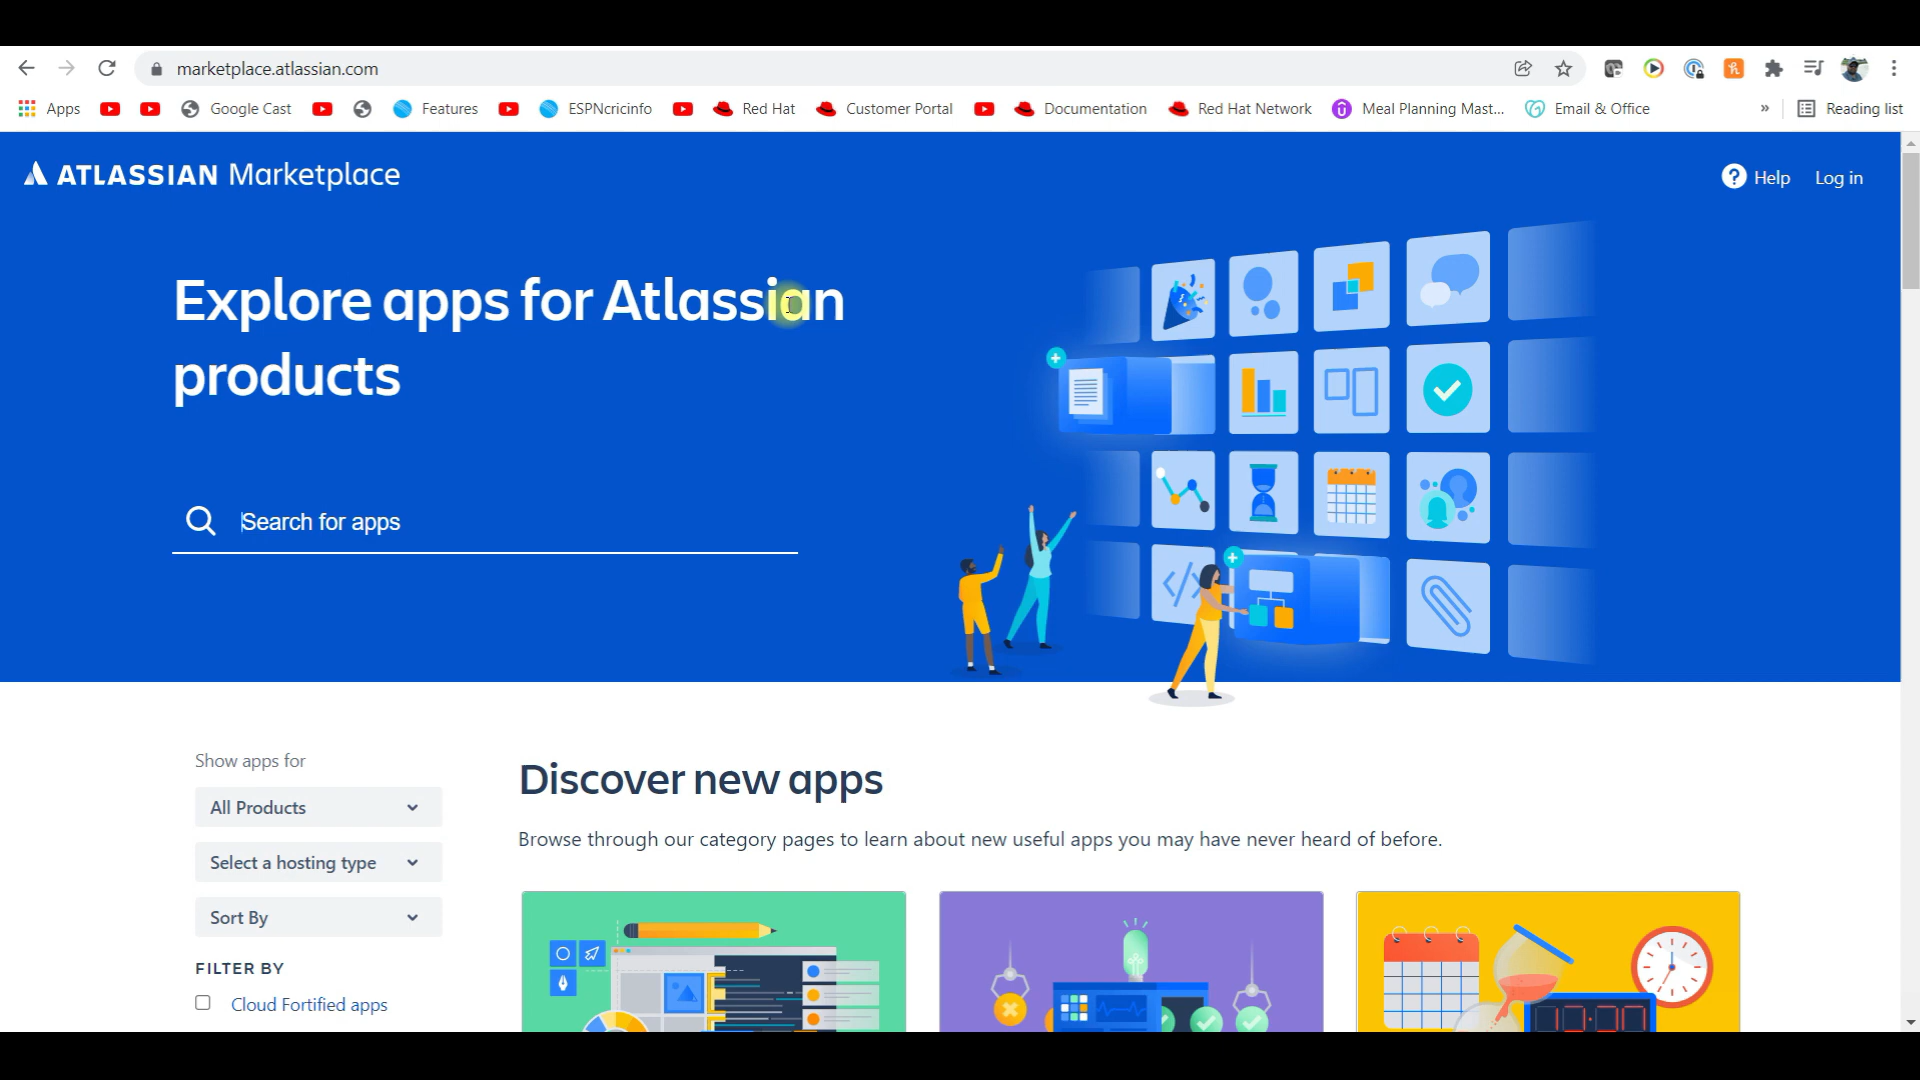 marketplace.atlassian.com
Apps Google Cast Features ESPNcricinfo Red Hat Customer Portal Documentation Red Hat Network Meal Planning Mast... Email & Office » Reading list
ATLASSIAN Marketplace
? Help Log in
Explore apps for Atlassian
products
Search for apps
Show apps for
All Products
Select a hosting type
Sort By
FILTER BY
Cloud Fortified apps
Discover new apps
Browse through our category pages to learn about new useful apps you may have never heard of before.